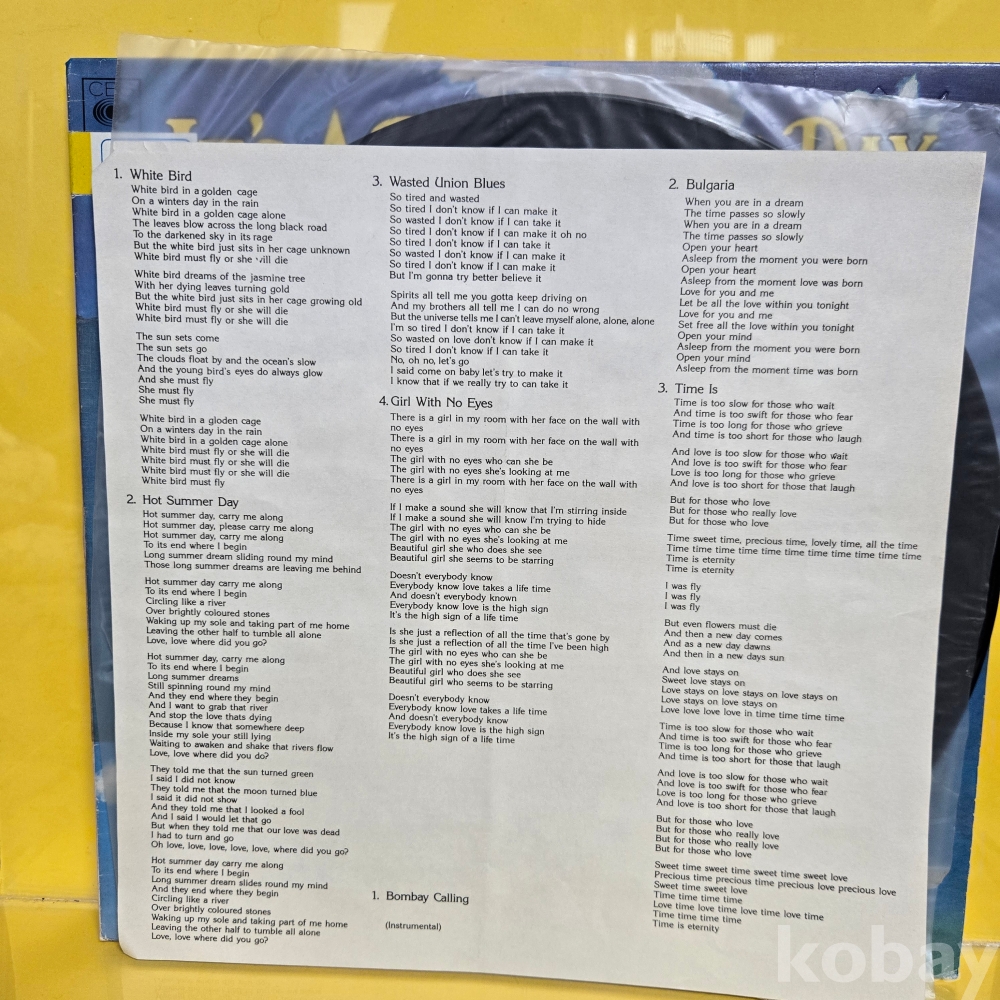 CE
It's A
Day
1. White Bird
White bird in a golden cage
On a winters day in the rain
White bird in a golden cage alone
The leaves blow across the long black road
To the darkened sky in its rage
But the white bird just sits in her cage unknown
White bird must fly or she will die
White bird dreams of the jasmine tree
With her dying leaves turning gold
But the white bird just sits in her cage growing old
White bird must fly or she will die
White bird must fly or she will die
The sun sets come
The sun sets go
The clouds float by and the ocean's slow
And the young bird's eyes do always glow
And she must fly
She must fly
She must fly
White bird in a gloden cage
On a winters day in the rain
White bird in a golden cage alone
White bird must fly or she will die
White bird must fly or she will die
White bird must fly or she will die
White bird must fly
2. Hot Summer Day
Hot summer day, carry me along
Hot summer day, please carry me along
Hot summer day, carry me along
To its end where I begin
Long summer dream sliding round my mind
Those long summer dreams are leaving me behind
Hot summer day carry me along
To its end where I begin
Circling like a river
Over brightly coloured stones
Waking up my sole and taking part of me home
Leaving the other half to tumble all alone
Love, love where did you go?
Hot summer day, carry me along
To its end where I begin
Long summer dreams
Still spinning round my mind
And they end where they begin
And I want to grab that river
And stop the love thats dying
Because I know that somewhere deep
Inside my sole your still lying
Waiting to awaken and shake that rivers flow
Love, love where did you do?
They told me that the sun turned green
I said I did not know
They told me that the moon turned blue
I said it did not show
And they told me that I looked a fool
And I said I would let that go
But when they told me that our love was dead
I had to turn and go
Oh love, love, love, love, love, where did you go?
Hot summer day carry me along
To its end where I begin
Long summer dream slides round my mind
And they end where they begin
Circling like a river
Over brightly coloured stones
Waking up my sole and taking part of me home
Leaving the other half to tumble all alone
Love, love where did you go?
3. Wasted Union Blues
So tired and wasted
So tired I don't know if I can make it
So wasted I don't know if I can take it
So tired I don't know if I can make it oh no
So tired I don't know if I can take it
So wasted I don't know if I can make it
So tired I don't know if I can make it
But I'm gonna try better believe it
Spirits all tell me you gotta keep driving on
And my brothers all tell me I can do no wrong
But the universe tells me I can't leave myself alone, alone, alone
I'm so tired I don't know if I can take it
So wasted on love don't know if I can make it
So tired I don't know if I can take it
No, oh no, let's go
I said come on baby let's try to make it
I know that if we really try to can take it
4. Girl With No Eyes
There is a girl in my room with her face on the wall with
no eyes
There is a girl in my room with her face on the wall with
no eyes
The girl with no eyes who can she be
The girl with no eyes she's looking at me
There is a girl in my room with her face on the wall with
no eyes
If I make a sound she will know that I'm stirring inside
If I make a sound she will know I'm trying to hide
The girl with no eyes who can she be
The girl with no eyes she's looking at me
Beautiful girl she who does she see
Beautiful girl she seems to be starring
Doesn't everybody know
Everybody know love takes a life time
And doesn't everybody known
Everybody know love is the high sign
It's the high sign of a life time
Is she just a reflection of all the time that's gone by
Is she just a reflection of all the time I've been high
The girl with no eyes who can she be
The girl with no eyes she's looking at me
Beautiful girl who does she see
Beautiful girl who seems to be starring
Doesn't everybody know
Everybody know love takes a life time
And doesn't everybody know
Everybody know love is the high sign
It's the high sign of a life time
1. Bombay Calling
(Instrumental)
2. Bulgaria
When you are in a dream
The time passes so slowly
When you are in a dream
The time passes so slowly
Open your heart
Asleep from the moment you were born
Open your heart
Asleep from the moment love was born
Love for you and me
Let be all the love within you tonight
Love for you and me
Set free all the love within you tonight
Open your mind
Asleep from the moment you were born
Open your mind
Asleep from the moment time was born
3. Time Is
Time is too slow for those who wait
And time is too swift for those who fear
Time is too long for those who grieve
And time is too short for those who laugh
And love is too slow for those who wait
And love is too swift for those who fear
Love is too long for those who grieve
And love is too short for those that laugh
But for those who love
But for those who really love
But for those who love
Time sweet time, precious time, lovely time, all the time
Time time time time time time time time time time time
Time is eternity
Time is eternity
I was fly
I was fly
I was fly
But even flowers must die
And then a new day comes
And as a new day dawns
And then in a new days sun
And love stays on
Sweet love stays on
Love stays on love stays on love stays on
Love stays on love stays on
Love love love love in time time time time
Time is too slow for those who wait
And time is too swift for those who fear
Time is too long for those who grieve
And time is too short for those that laugh
And love is too slow for those who wait
And love is too swift for those who fear
Love is too long for those who grieve
And love is too short for those that laugh
But for those who love
But for those who really love
But for those who really love
But for those who love
Sweet time sweet time sweet time sweet love
Precious time precious time precious love precious love
Sweet time sweet love
Time time time time
Love time love time love time love time
Time time time time
Time is eternity
kobay